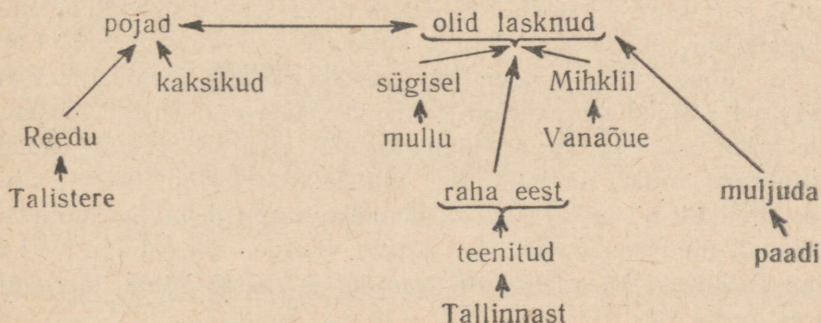 pojad olid lasknud
kaksikud sügisel Mihklil
Reedu mullu Vanaõue
Talistere raha eest muljuda
teenitud paadi
Tallinnast